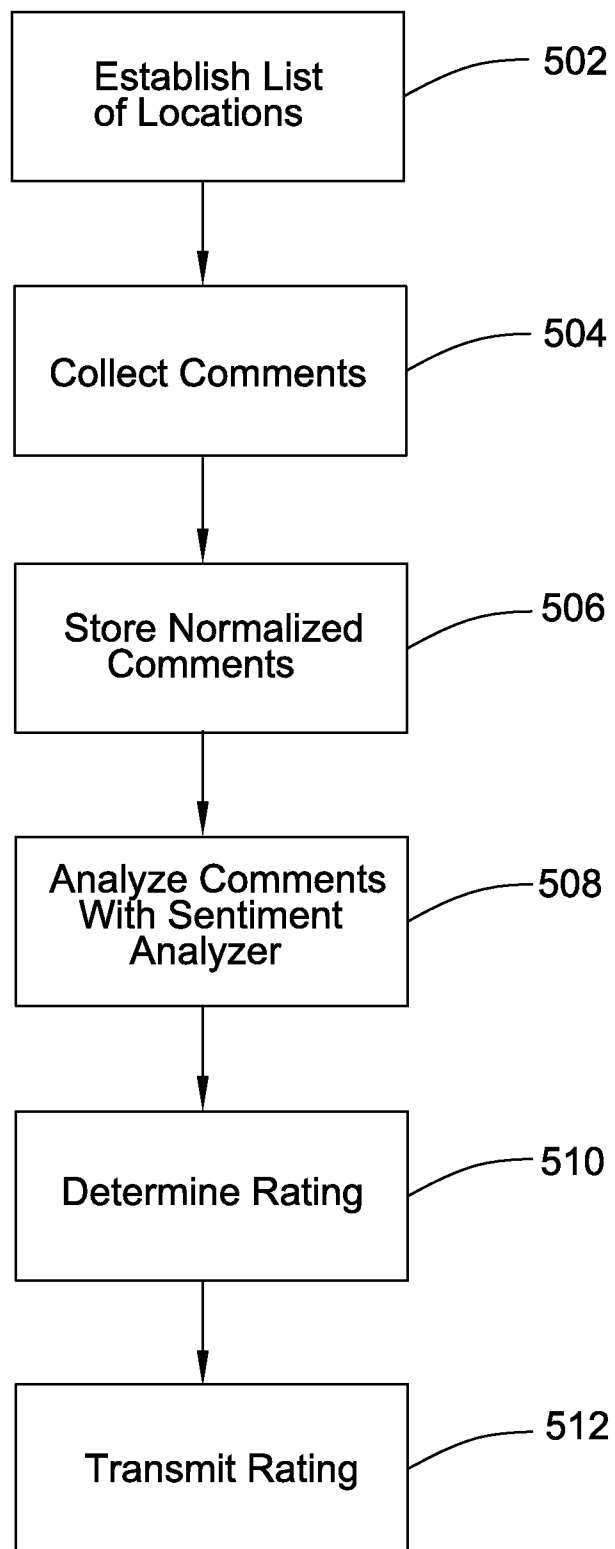 Establish List
of Locations
502
Collect Comments
504
Store Normalized
Comments
506
Analyze Comments
With Sentiment
Analyzer
508
Determine Rating
510
Transmit Rating
512